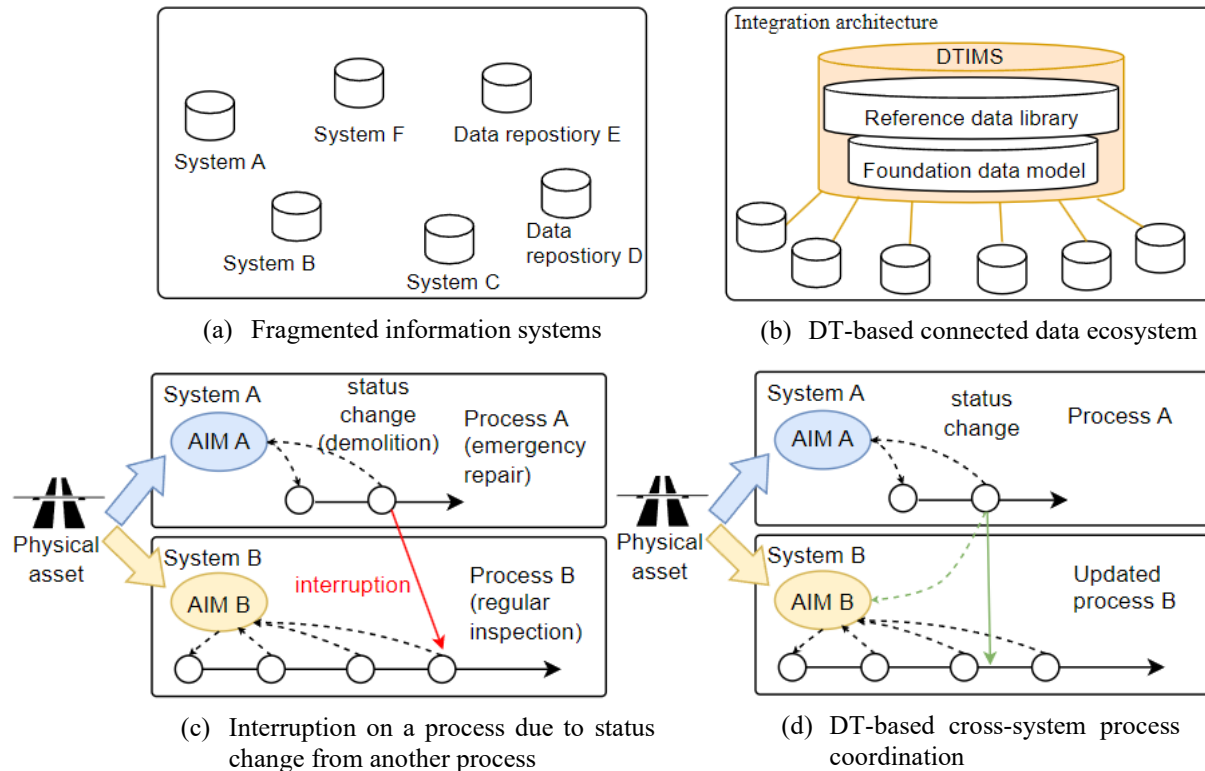 System A
System F
Data repostiory E
System B
System C
Data
repostiory D
(a) Fragmented information systems
Integration architecture
DTIMS
Reference data library
Foundation data model
(b) DT-based connected data ecosystem
System A
AIM A
status
change
(demolition)
Process A
(emergency
repair)
Physical
asset
System B
AIM B
interruption
Process B
(regular
inspection)
(c) Interruption on a process due to status
change from another process
System A
AIM A
status
change
Process A
Physical
asset
System B
AIM B
Updated
process B
(d) DT-based cross-system process
coordination